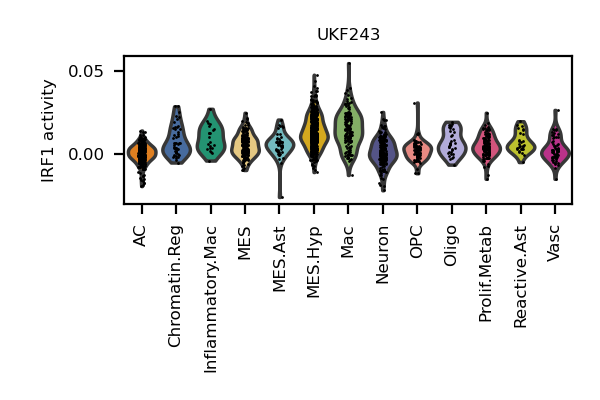 UKF243
IRF1 activity
0.05
0.00
AC
Chromatin.Reg
Inflammatory.Mac
MES
MES.Ast
MES.Hyp
Mac
Neuron
OPC
Oligo
Prolif.Metab
Reactive.Ast
Vasc